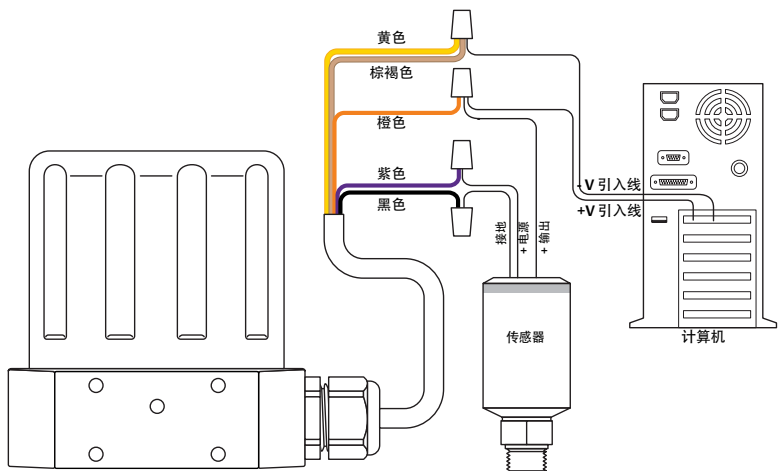 黄色
棕褐色
橙色
紫色
黑色
-V 引入线
+V 引入线
接地
+ 电源
+ 输出
传感器
计算机